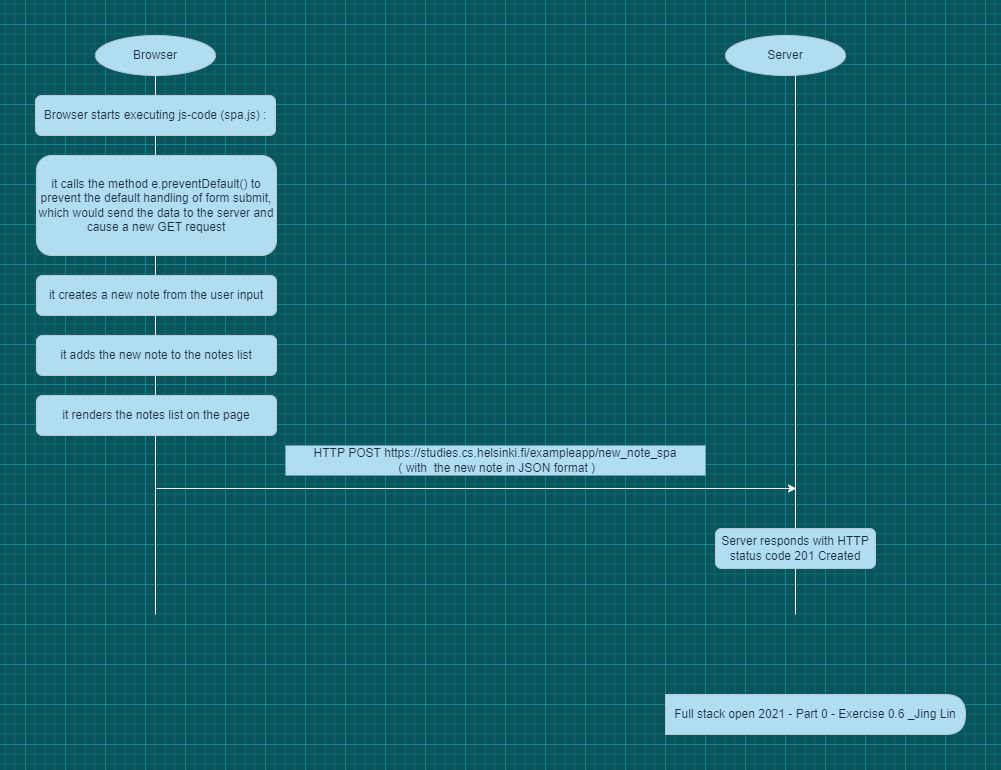 Browser
Server
Browser starts executing js-code (spa.js) :
it calls the method e.preventDefault() to
prevent the default handling of form submit,
which would send the data to the server and
cause a new GET request
it creates a new note from the user input
it adds the new note to the notes list
it renders the notes list on the page
HTTP POST https://studies.cs.helsinki.fi/exampleapp/new_note_spa
( with  the new note in JSON format )
Server responds with HTTP
status code 201 Created
Full stack open 2021 - Part 0 - Exercise 0.6 _Jing Lin